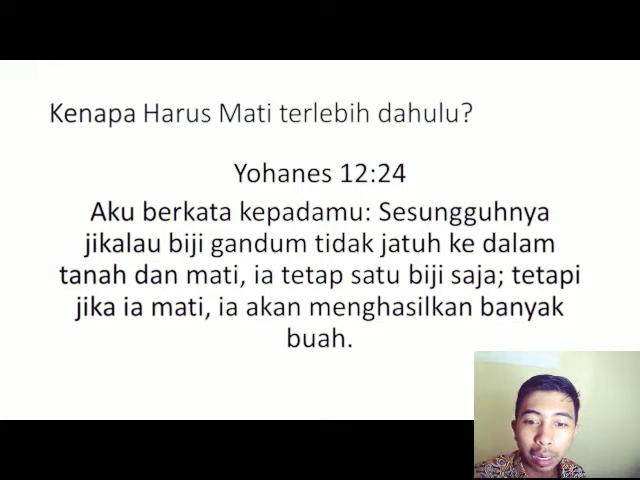 Kenapa Harus Mati terlebih dahulu?
Yohanes 12:24
Aku berkata kepadamu: Sesungguhnya
jikalau biji gandum tidak jatuh ke dalam
tanah dan mati, ia tetap satu biji saja; tetapi
jika ia mati, ia akan menghasilkan banyak
buah.